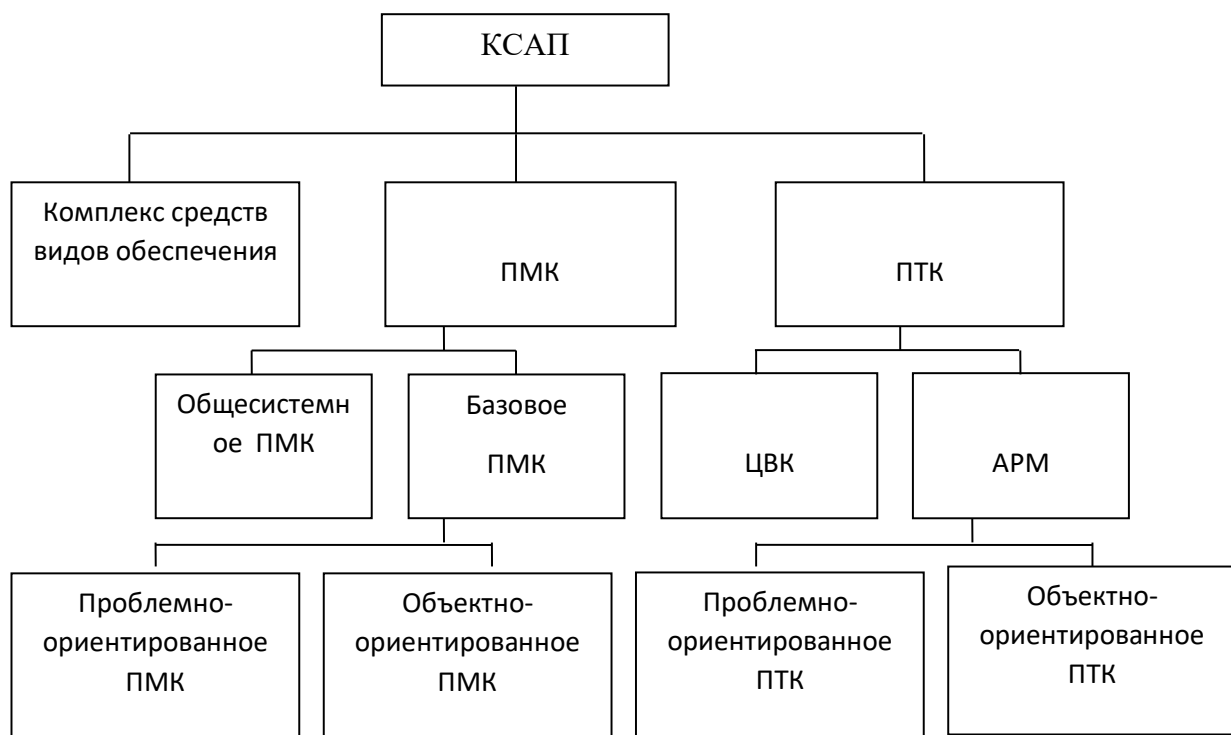 КСАП
Комплекс средств
видов обеспечения
ПМК
ПТК
Общесистемн
ое ПМК
Базовое
ПМК
ЦВК
АРМ
Проблемно-
ориентированное
ПМК
Объектно-
ориентированное
ПМК
Проблемно-
ориентированное
ПТК
Объектно-
ориентированное
ПТК